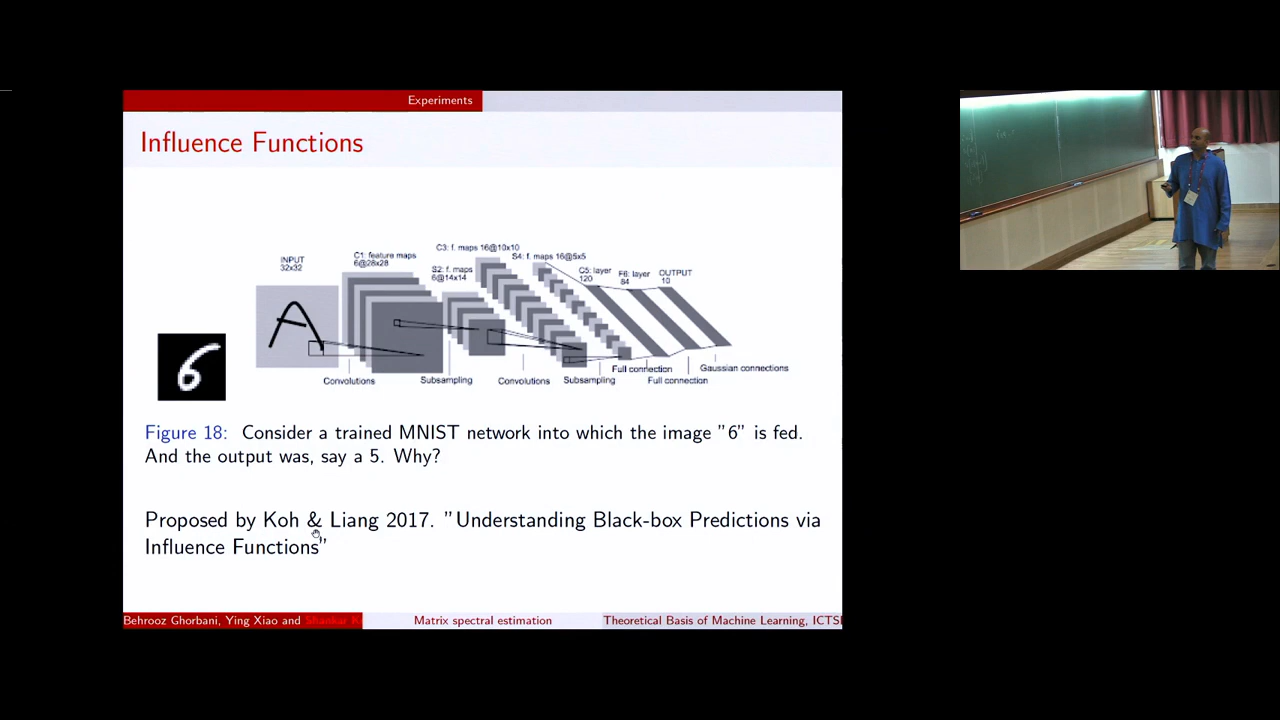 Experiments
Influence Functions
INPUT
32x32
C1: feature maps
6@28x28
S2: f. maps
6@14x14
C3: f. maps 16@10x10
S4: f. maps 16@5x5
C5: layer
120
F6: layer
84
OUTPUT
10
A
6
Convolutions
Subsampling
Convolutions
Subsampling
Full connection
Full connection
Gaussian connections
Figure 18: Consider a trained MNIST network into which the image "6" is fed.
And the output was, say a 5. Why?
Proposed by Koh & Liang 2017. "Understanding Black-box Predictions via
Influence Functions"
Behrooz Ghorbani, Ying Xiao and Shankar
Matrix spectral estimation
Theoretical Basis of Machine Learning,